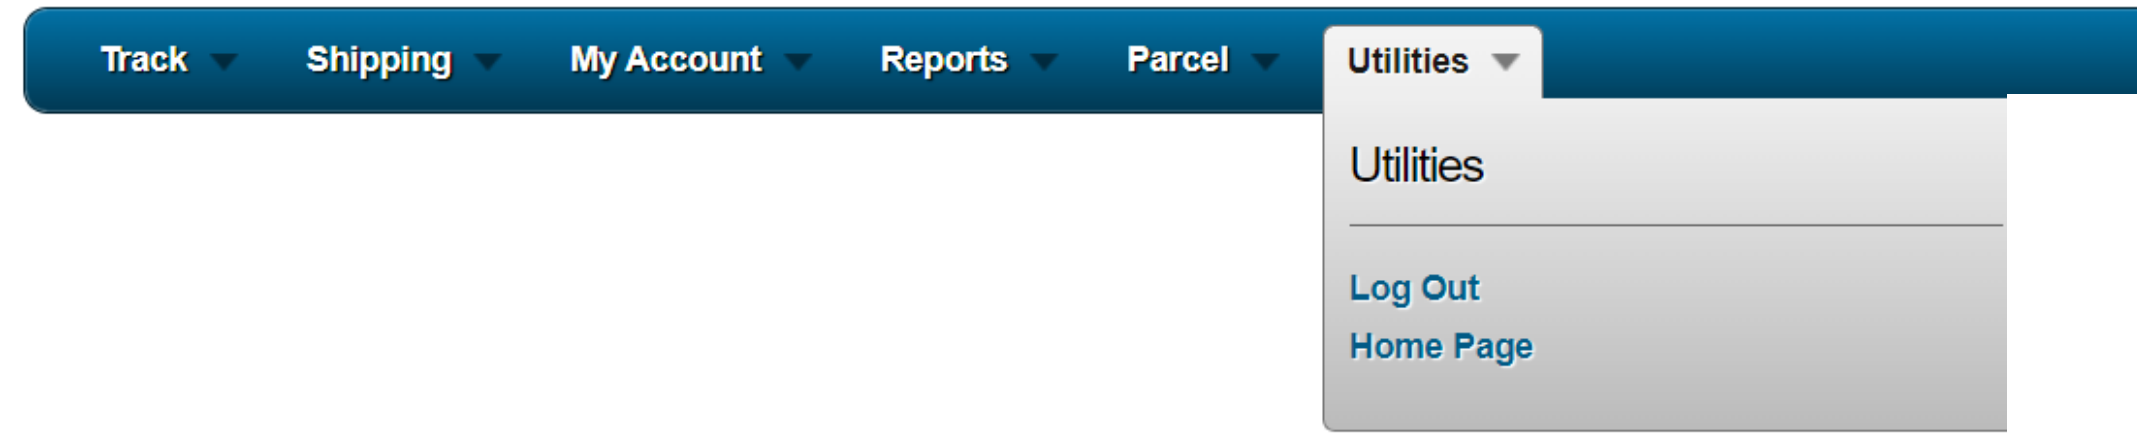 Track Shipping My Account Reports Parcel Utilities
Utilities
Log Out
Home Page